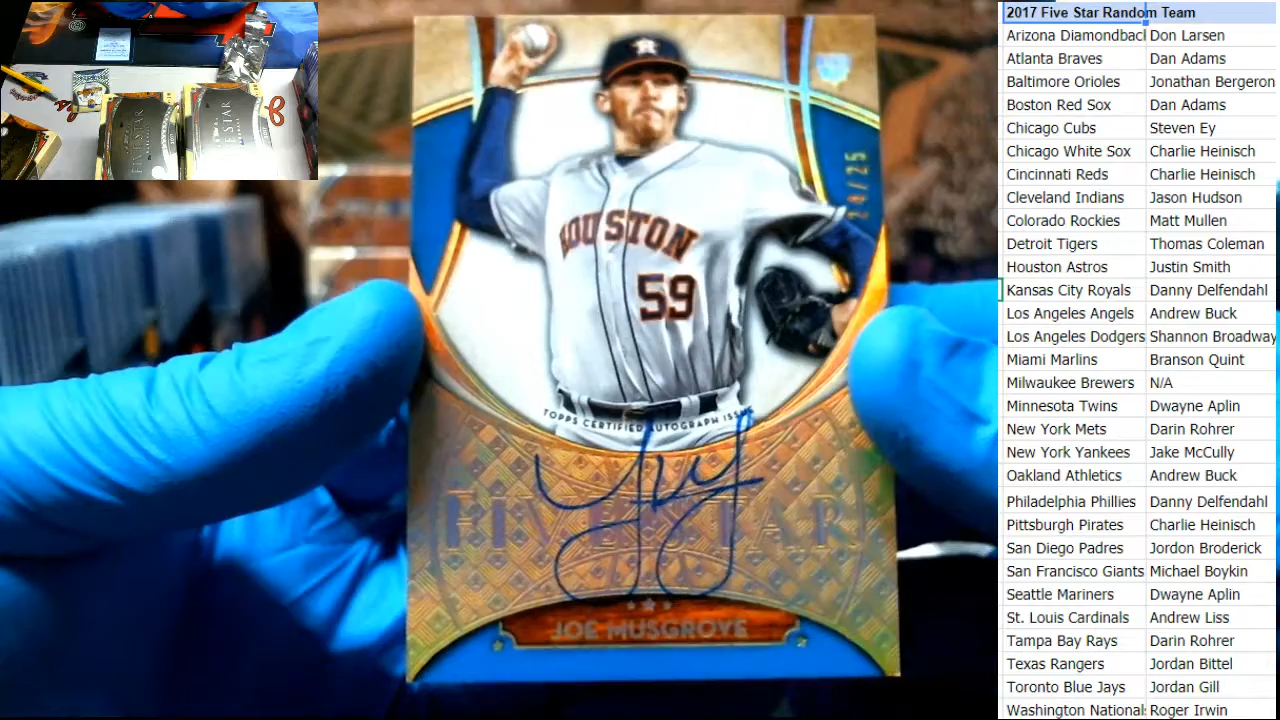 HOUSTON
59
TOPPS CERTIFIED AUTOGRAPH ISSUE
FIVE STAR
JOE MUSGROVE
FIVE STAR
2017 Five Star Random Team
Arizona Diamondbacl Don Larsen
Atlanta Braves Dan Adams
Baltimore Orioles Jonathan Bergeron
Boston Red Sox Dan Adams
Chicago Cubs Steven Ey
Chicago White Sox Charlie Heinisch
Cincinnati Reds Charlie Heinisch
Cleveland Indians Jason Hudson
Colorado Rockies Matt Mullen
Detroit Tigers Thomas Coleman
Houston Astros Justin Smith
Kansas City Royals Danny Delfendahl
Los Angeles Angels Andrew Buck
Los Angeles Dodgers Shannon Broadway
Miami Marlins Branson Quint
Milwaukee Brewers N/A
Minnesota Twins Dwayne Aplin
New York Mets Darin Rohrer
New York Yankees Jake McCully
Oakland Athletics Andrew Buck
Philadelphia Phillies Danny Delfendahl
Pittsburgh Pirates Charlie Heinisch
San Diego Padres Jordon Broderick
San Francisco Giants Michael Boykin
Seattle Mariners Dwayne Aplin
St. Louis Cardinals Andrew Liss
Tampa Bay Rays Darin Rohrer
Texas Rangers Jordan Bittel
Toronto Blue Jays Jordan Gill
Washington National Roger Irwin